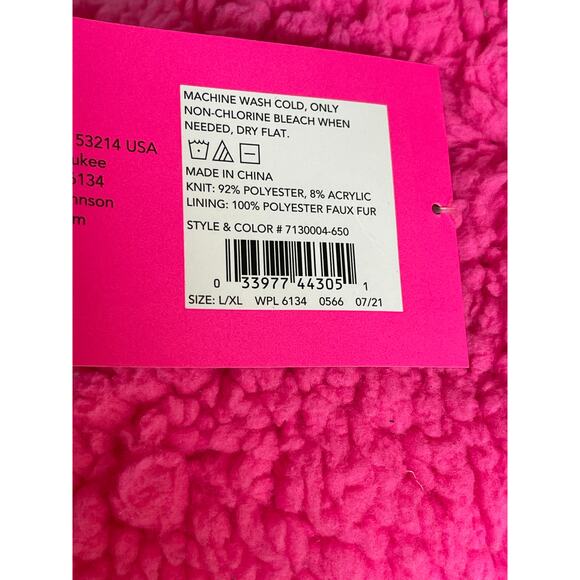 53214 USA
ukee
6134
hnson
m
MACHINE WASH COLD, ONLY
NON-CHLORINE BLEACH WHEN
NEEDED, DRY FLAT.
MADE IN CHINA
KNIT: 92% POLYESTER, 8% ACRYLIC
LINING: 100% POLYESTER FAUX FUR
STYLE & COLOR # 7130004-650
0 33977 44305 1
SIZE: L/XL WPL 6134 0566 07/21